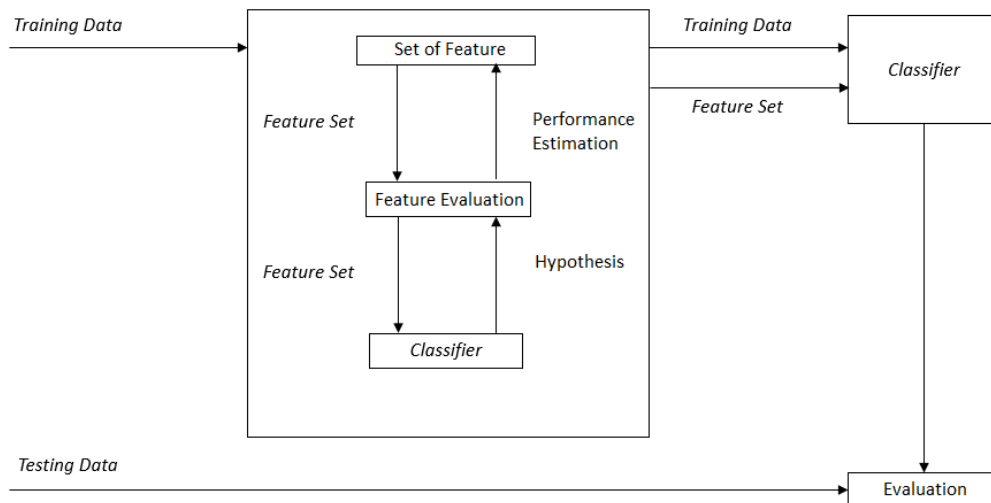 Training Data
Set of Feature
Training Data
Classifier
Feature Set
Feature Set
Performance
Estimation
Feature Evaluation
Feature Set
Hypothesis
Classifier
Testing Data
Evaluation